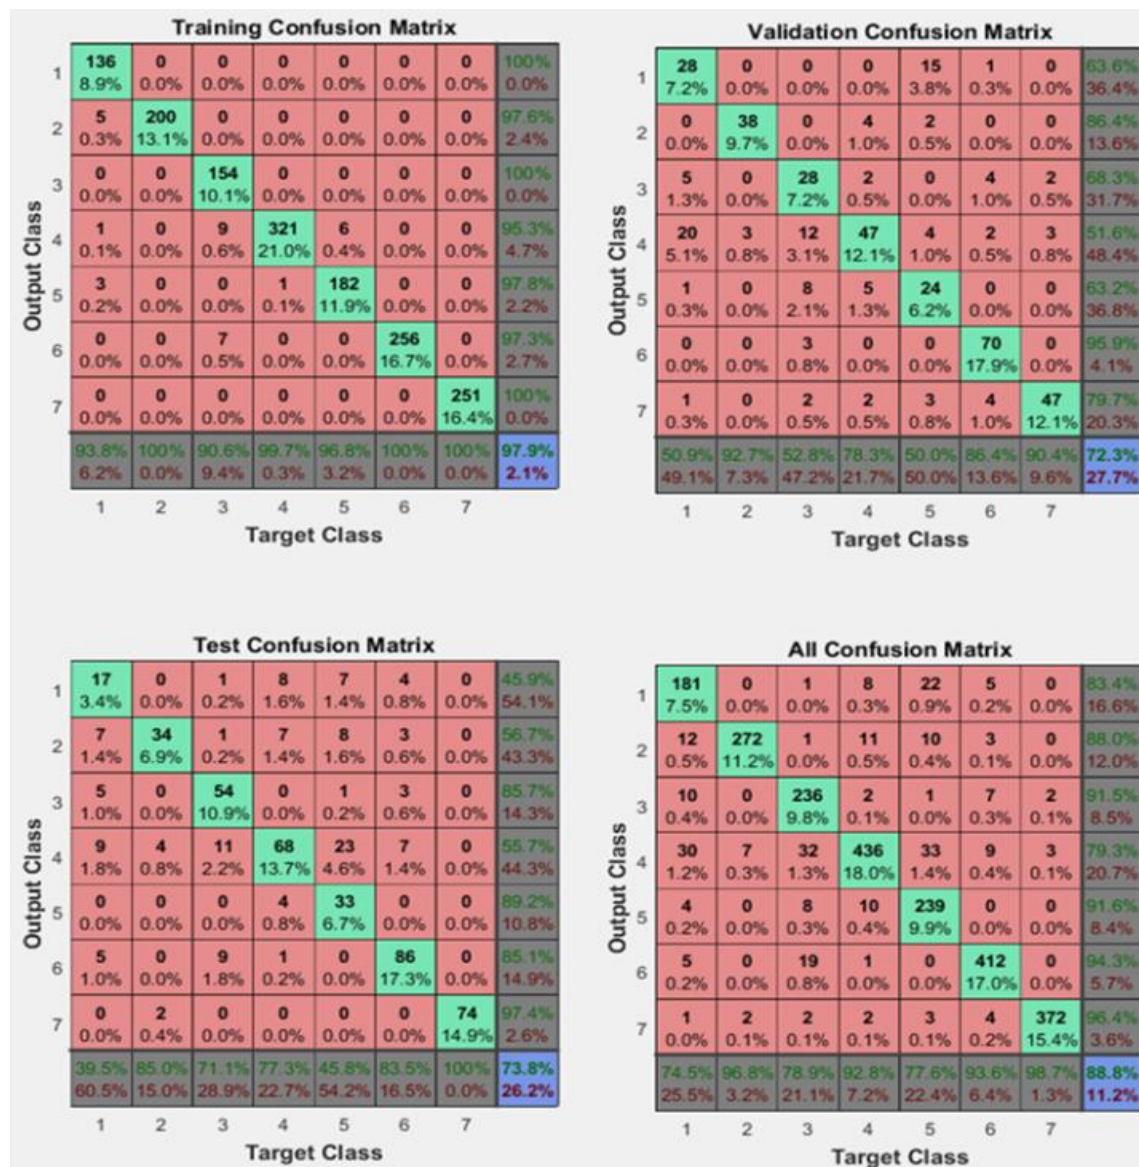 Training Confusion Matrix
1 136 0 0 0 0 0 0 100%
8.9% 0.0% 0.0% 0.0% 0.0% 0.0% 0.0% 0.0%
2 5 200 0 0 0 0 0 97.6%
0.3% 13.1% 0.0% 0.0% 0.0% 0.0% 0.0% 2.4%
3 0 0 154 0 0 0 0 100%
0.0% 0.0% 10.1% 0.0% 0.0% 0.0% 0.0% 0.0%
4 1 0 9 321 6 0 0 95.3%
0.1% 0.0% 0.6% 21.0% 0.4% 0.0% 0.0% 4.7%
5 3 0 0 1 182 0 0 97.8%
0.2% 0.0% 0.0% 0.1% 11.9% 0.0% 0.0% 2.2%
6 0 0 7 0 0 256 0 97.3%
0.0% 0.0% 0.5% 0.0% 0.0% 16.7% 0.0% 2.7%
7 0 0 0 0 0 0 251 100%
0.0% 0.0% 0.0% 0.0% 0.0% 0.0% 16.4% 0.0%
93.8% 100% 90.6% 99.7% 96.8% 100% 100% 97.9%
6.2% 0.0% 9.4% 0.3% 3.2% 0.0% 0.0% 2.1%
1 2 3 4 5 6 7
Output Class
Target Class
Validation Confusion Matrix
1 28 0 0 0 15 1 0 63.6%
7.2% 0.0% 0.0% 0.0% 3.8% 0.3% 0.0% 36.4%
2 0 38 0 4 2 0 0 86.4%
0.0% 9.7% 0.0% 1.0% 0.5% 0.0% 0.0% 13.6%
3 5 0 28 2 0 4 2 68.3%
1.3% 0.0% 7.2% 0.5% 0.0% 1.0% 0.5% 31.7%
4 20 3 12 47 4 2 3 51.6%
5.1% 0.8% 3.1% 12.1% 1.0% 0.5% 0.8% 48.4%
5 1 0 8 5 24 0 0 63.2%
0.3% 0.0% 2.1% 1.3% 6.2% 0.0% 0.0% 36.8%
6 0 0 3 0 0 70 0 95.9%
0.0% 0.0% 0.8% 0.0% 0.0% 17.9% 0.0% 4.1%
7 1 0 2 2 3 4 47 79.7%
0.3% 0.0% 0.5% 0.5% 0.8% 1.0% 12.1% 20.3%
50.9% 92.7% 52.8% 78.3% 50.0% 86.4% 90.4% 72.3%
49.1% 7.3% 47.2% 21.7% 50.0% 13.6% 9.6% 27.7%
1 2 3 4 5 6 7
Output Class
Target Class
Test Confusion Matrix
1 17 0 1 8 7 4 0 45.9%
3.4% 0.0% 0.2% 1.6% 1.4% 0.8% 0.0% 54.1%
2 7 34 1 7 8 3 0 56.7%
1.4% 6.9% 0.2% 1.4% 1.6% 0.6% 0.0% 43.3%
3 5 0 54 0 1 3 0 85.7%
1.0% 0.0% 10.9% 0.0% 0.2% 0.6% 0.0% 14.3%
4 9 4 11 68 23 7 0 55.7%
1.8% 0.8% 2.2% 13.7% 4.6% 1.4% 0.0% 44.3%
5 0 0 0 4 33 0 0 89.2%
0.0% 0.0% 0.0% 0.8% 6.7% 0.0% 0.0% 10.8%
6 5 0 9 1 0 86 0 85.1%
1.0% 0.0% 1.8% 0.2% 0.0% 17.3% 0.0% 14.9%
7 0 2 0 0 0 0 74 97.4%
0.0% 0.4% 0.0% 0.0% 0.0% 0.0% 14.9% 2.6%
39.5% 85.0% 71.1% 77.3% 45.8% 83.5% 100% 73.8%
60.5% 15.0% 28.9% 22.7% 54.2% 16.5% 0.0% 26.2%
1 2 3 4 5 6 7
Output Class
Target Class
All Confusion Matrix
1 181 0 1 8 22 5 0 83.4%
7.5% 0.0% 0.0% 0.3% 0.9% 0.2% 0.0% 16.6%
2 12 272 1 11 10 3 0 88.0%
0.5% 11.2% 0.0% 0.5% 0.4% 0.1% 0.0% 12.0%
3 10 0 236 2 1 7 2 91.5%
0.4% 0.0% 9.8% 0.1% 0.0% 0.3% 0.1% 8.5%
4 30 7 32 436 33 9 3 79.3%
1.2% 0.3% 1.3% 18.0% 1.4% 0.4% 0.1% 20.7%
5 4 0 8 10 239 0 0 91.6%
0.2% 0.0% 0.3% 0.4% 9.9% 0.0% 0.0% 8.4%
6 5 0 19 1 0 412 0 94.3%
0.2% 0.0% 0.8% 0.0% 0.0% 17.0% 0.0% 5.7%
7 1 2 2 2 3 4 372 96.4%
0.0% 0.1% 0.1% 0.1% 0.1% 0.2% 15.4% 3.6%
74.5% 96.8% 78.9% 92.8% 77.6% 93.6% 98.7% 88.8%
25.5% 3.2% 21.1% 7.2% 22.4% 6.4% 1.3% 11.2%
1 2 3 4 5 6 7
Output Class
Target Class